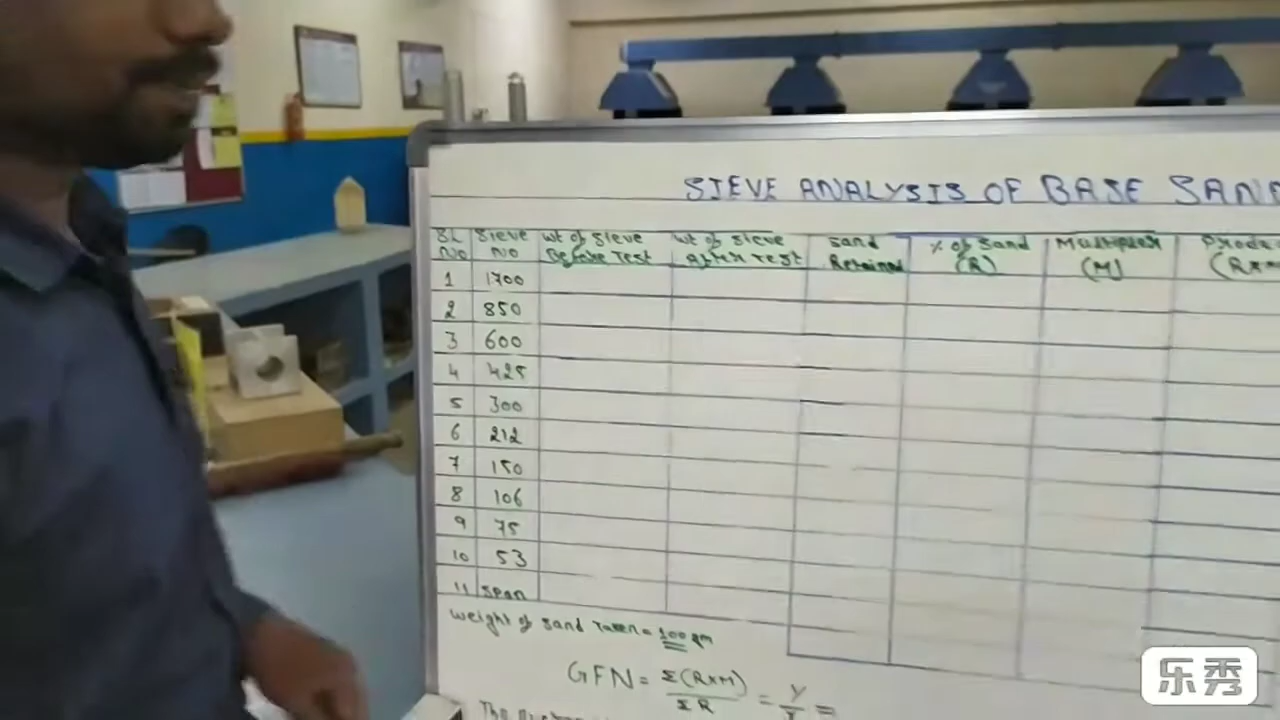 SIEVE ANALYSIS OF BASE SAND
SL No Sieve No wt of Sieve Before Test wt of Sieve After Test Sand Retained % of Sand (R) Multiplier (M)
1 1700
2 850
3 600
4 425
5 300
6 212
7 150
8 106
9 75
10 53
11 span
weight of sand Taken = 100 gm
GFN = Σ(R×M) / ΣR = Y / X =
乐秀